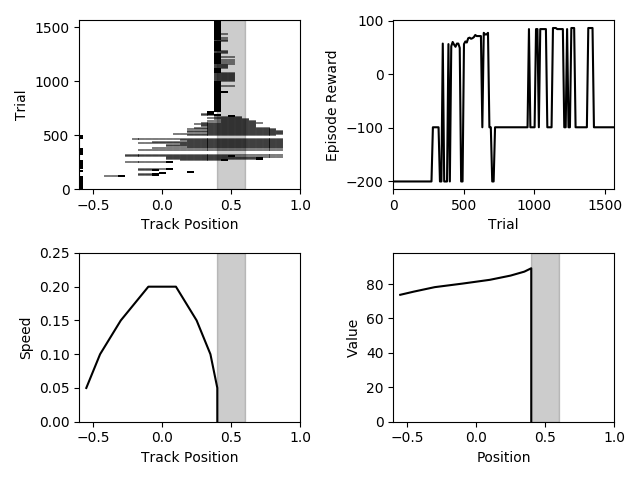 1500
1000
500
0
Trial
−0.5 0.0 0.5 1.0
Track Position
100
0
−100
−200
Episode Reward
0 500 1000 1500
Trial
0.25
0.20
0.15
0.10
0.05
0.00
Speed
−0.5 0.0 0.5 1.0
Track Position
80
60
40
20
0
Value
−0.5 0.0 0.5 1.0
Position